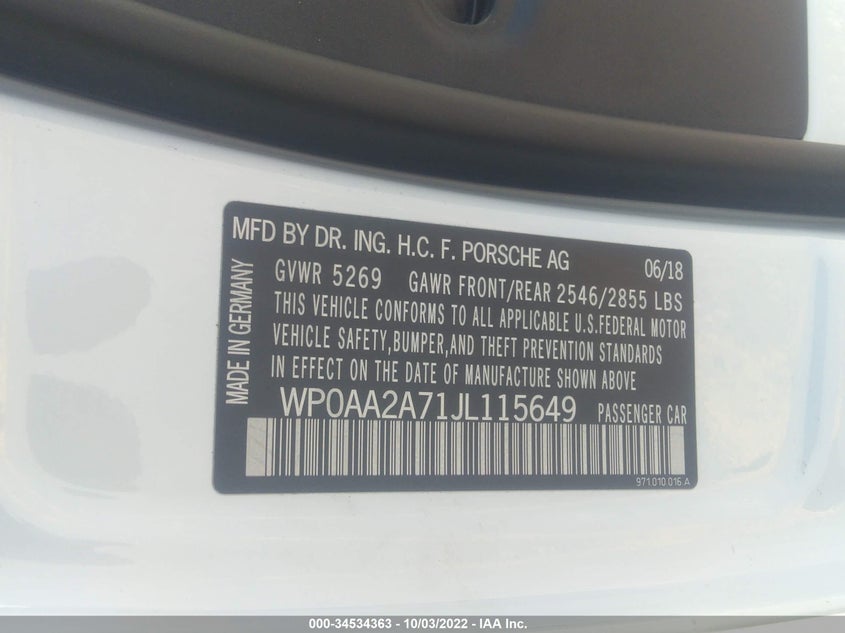 MFD BY DR. ING. H.C. F. PORSCHE AG 06/18
GVWR 5269 GAWR FRONT/REAR 2546/2855 LBS
THIS VEHICLE CONFORMS TO ALL APPLICABLE U.S.FEDERAL MOTOR
VEHICLE SAFETY,BUMPER,AND THEFT PREVENTION STANDARDS
IN EFFECT ON THE DATE OF MANUFACTURE SHOWN ABOVE
MADE IN GERMANY
WP0AA2A71JL115649 PASSENGER CAR
971.010.016.A
000-34534363 - 10/03/2022 - IAA Inc.